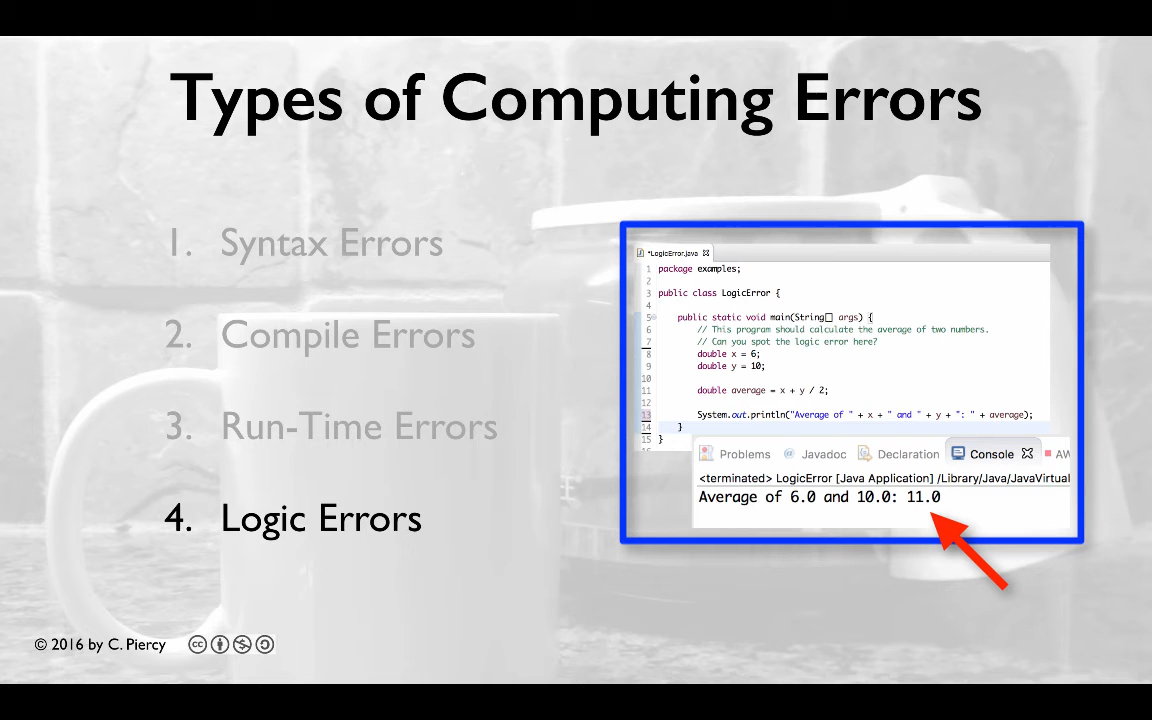 Types of Computing Errors
1. Syntax Errors
2. Compile Errors
3. Run-Time Errors
4. Logic Errors
*LogicError.java
1 package examples;
2
3 public class LogicError {
4
5 public static void main(String[] args) {
6 // This program should calculate the average of two numbers.
7 // Can you spot the logic error here?
8 double x = 6;
9 double y = 10;
10
11 double average = x + y / 2;
12
13 System.out.println("Average of " + x + " and " + y + ": " + average);
14 }
15 }
Problems @ Javadoc Declaration Console AW
<terminated> LogicError [Java Application] /Library/Java/JavaVirtual
Average of 6.0 and 10.0: 11.0
© 2016 by C. Piercy cc